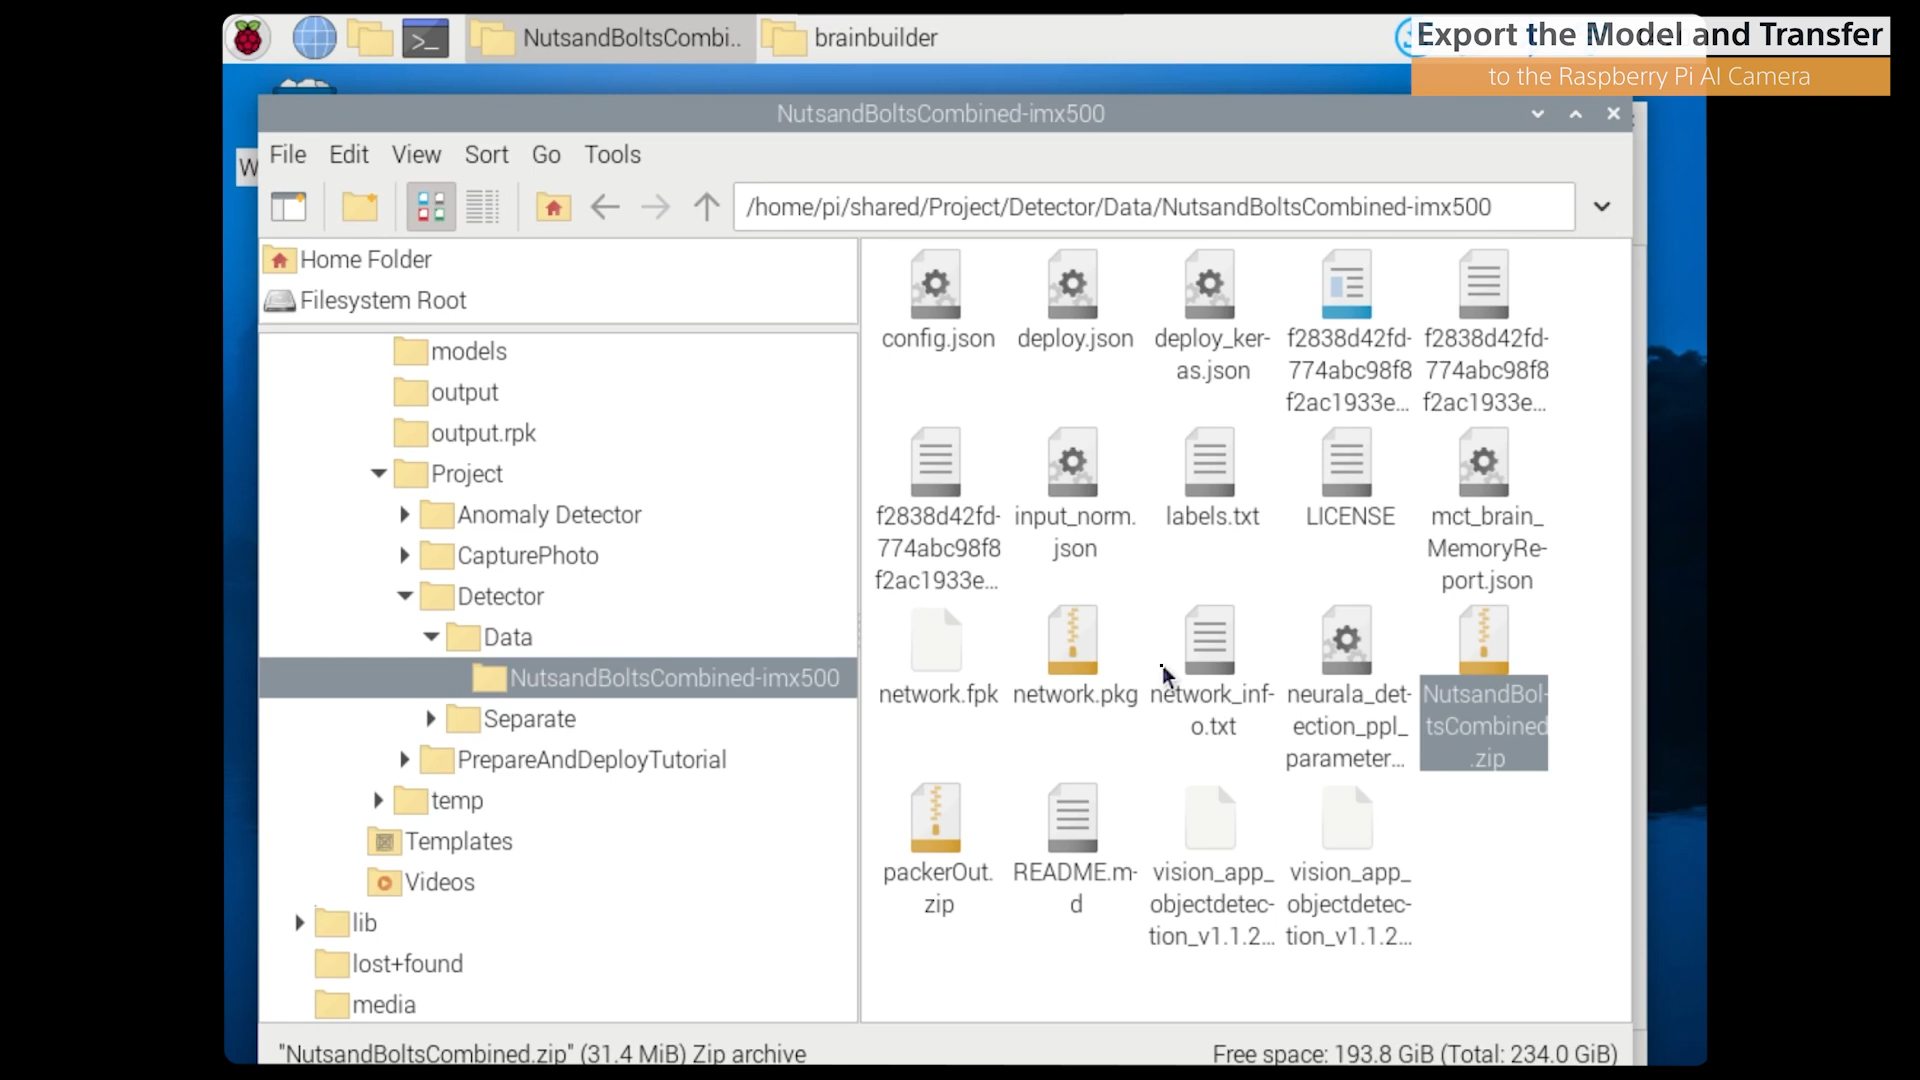 NutsandBoltsCombi..
brainbuilder
Export the Model and Transfer
to the Raspberry Pi AI Camera
NutsandBoltsCombined-imx500
W
File Edit View Sort Go Tools
/home/pi/shared/Project/Detector/Data/NutsandBoltsCombined-imx500
Home Folder
Filesystem Root
models
output
output.rpk
Project
Anomaly Detector
CapturePhoto
Detector
Data
NutsandBoltsCombined-imx500
Separate
PrepareAndDeployTutorial
temp
Templates
Videos
lib
lost+found
media
config.json
deploy.json
deploy_ker-
as.json
f2838d42fd-
774abc98f8
f2ac1933e...
f2838d42fd-
774abc98f8
f2ac1933e...
f2838d42fd-
774abc98f8
f2ac1933e...
input_norm.
json
labels.txt
LICENSE
mct_brain_
MemoryRe-
port.json
network.fpk
network.pkg
network_inf-
o.txt
neurala_det-
ection_ppl_
parameter...
NutsandBol-
tsCombined
.zip
packerOut.
zip
README.m-
d
vision_app_
objectdetec-
tion_v1.1.2...
vision_app_
objectdetec-
tion_v1.1.2...
"NutsandBoltsCombined.zip" (31.4 MiB) Zip archive
Free space: 193.8 GiB (Total: 234.0 GiB)